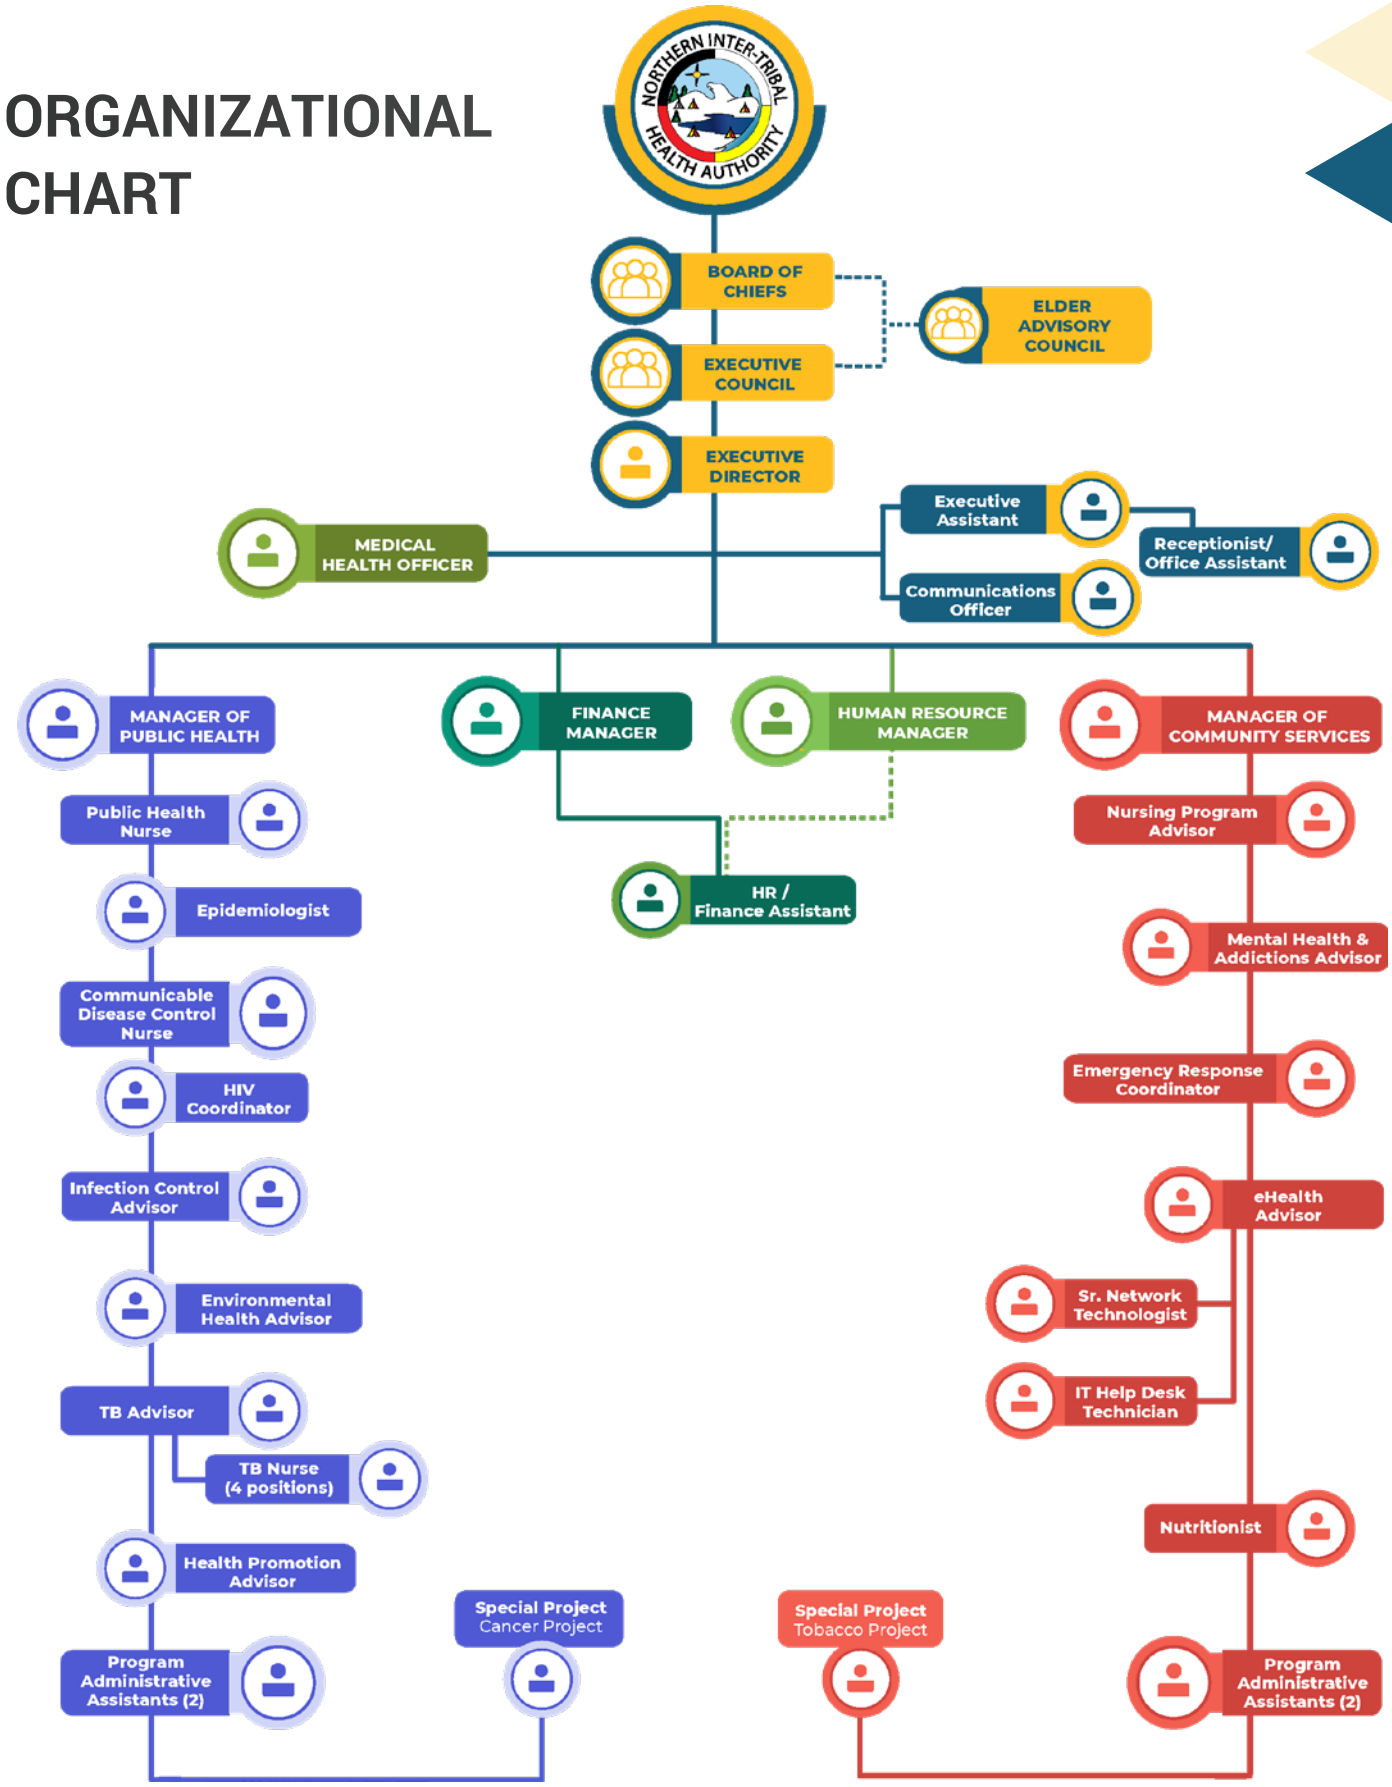 ORGANIZATIONAL
CHART
NORTHERN INTER-TRIBAL
HEALTH AUTHORITY
BOARD OF
CHIEFS
ELDER
ADVISORY
COUNCIL
EXECUTIVE
COUNCIL
EXECUTIVE
DIRECTOR
Executive
Assistant
MEDICAL
HEALTH OFFICER
Receptionist/
Office Assistant
Communications
Officer
MANAGER OF
PUBLIC HEALTH
FINANCE
MANAGER
HUMAN RESOURCE
MANAGER
MANAGER OF
COMMUNITY SERVICES
Public Health
Nurse
Epidemiologist
Communicable
Disease Control
Nurse
HIV
Coordinator
Infection Control
Advisor
Environmental
Health Advisor
TB Advisor
TB Nurse
(4 positions)
Health Promotion
Advisor
Program
Administrative
Assistants (2)
Special Project
Cancer Project
HR /
Finance Assistant
Nursing Program
Advisor
Mental Health &
Addictions Advisor
Emergency Response
Coordinator
eHealth
Advisor
Sr. Network
Technologist
IT Help Desk
Technician
Nutritionist
Special Project
Tobacco Project
Program
Administrative
Assistants (2)